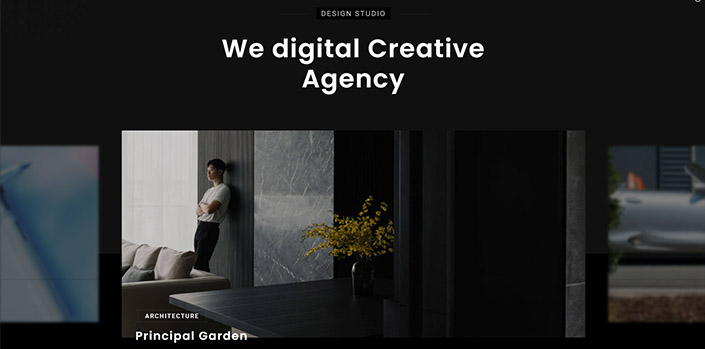 DESIGN STUDIO
We digital Creative
Agency
ARCHITECTURE
Principal Garden